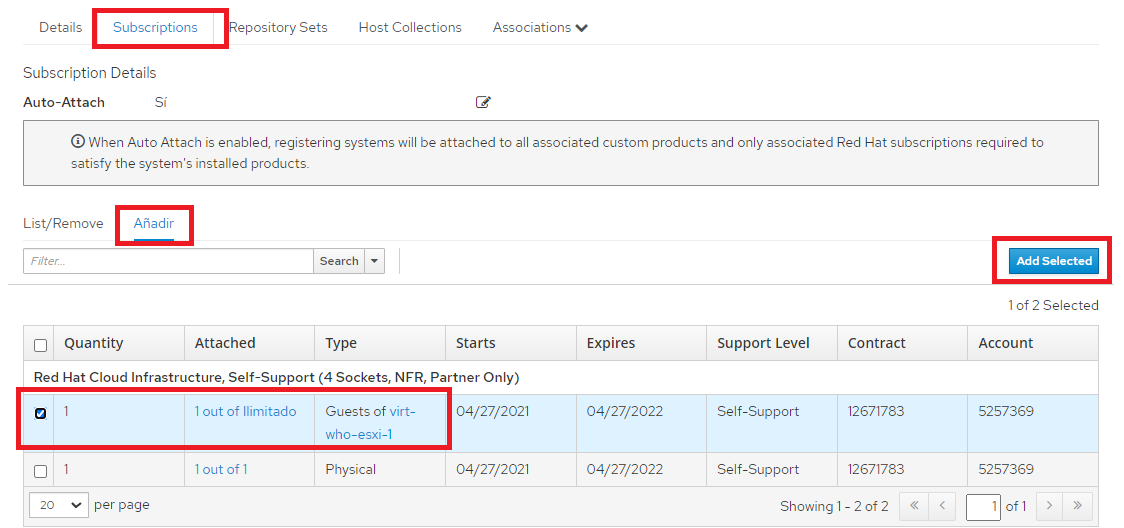 Details Subscriptions Repository Sets Host Collections Associations
Subscription Details
Auto-Attach Sí
When Auto Attach is enabled, registering systems will be attached to all associated custom products and only associated Red Hat subscriptions required to
satisfy the system's installed products.
List/Remove Añadir
Filter... Search Add Selected
1 of 2 Selected
Quantity Attached Type Starts Expires Support Level Contract Account
Red Hat Cloud Infrastructure, Self-Support (4 Sockets, NFR, Partner Only)
1 1 out of Ilimitado Guests of virt- 04/27/2021 04/27/2022 Self-Support 12671783 5257369
who-esxi-1
1 1 out of 1 Physical 04/27/2021 04/27/2022 Self-Support 12671783 5257369
20 per page Showing 1 - 2 of 2 « < 1 of 1 > »